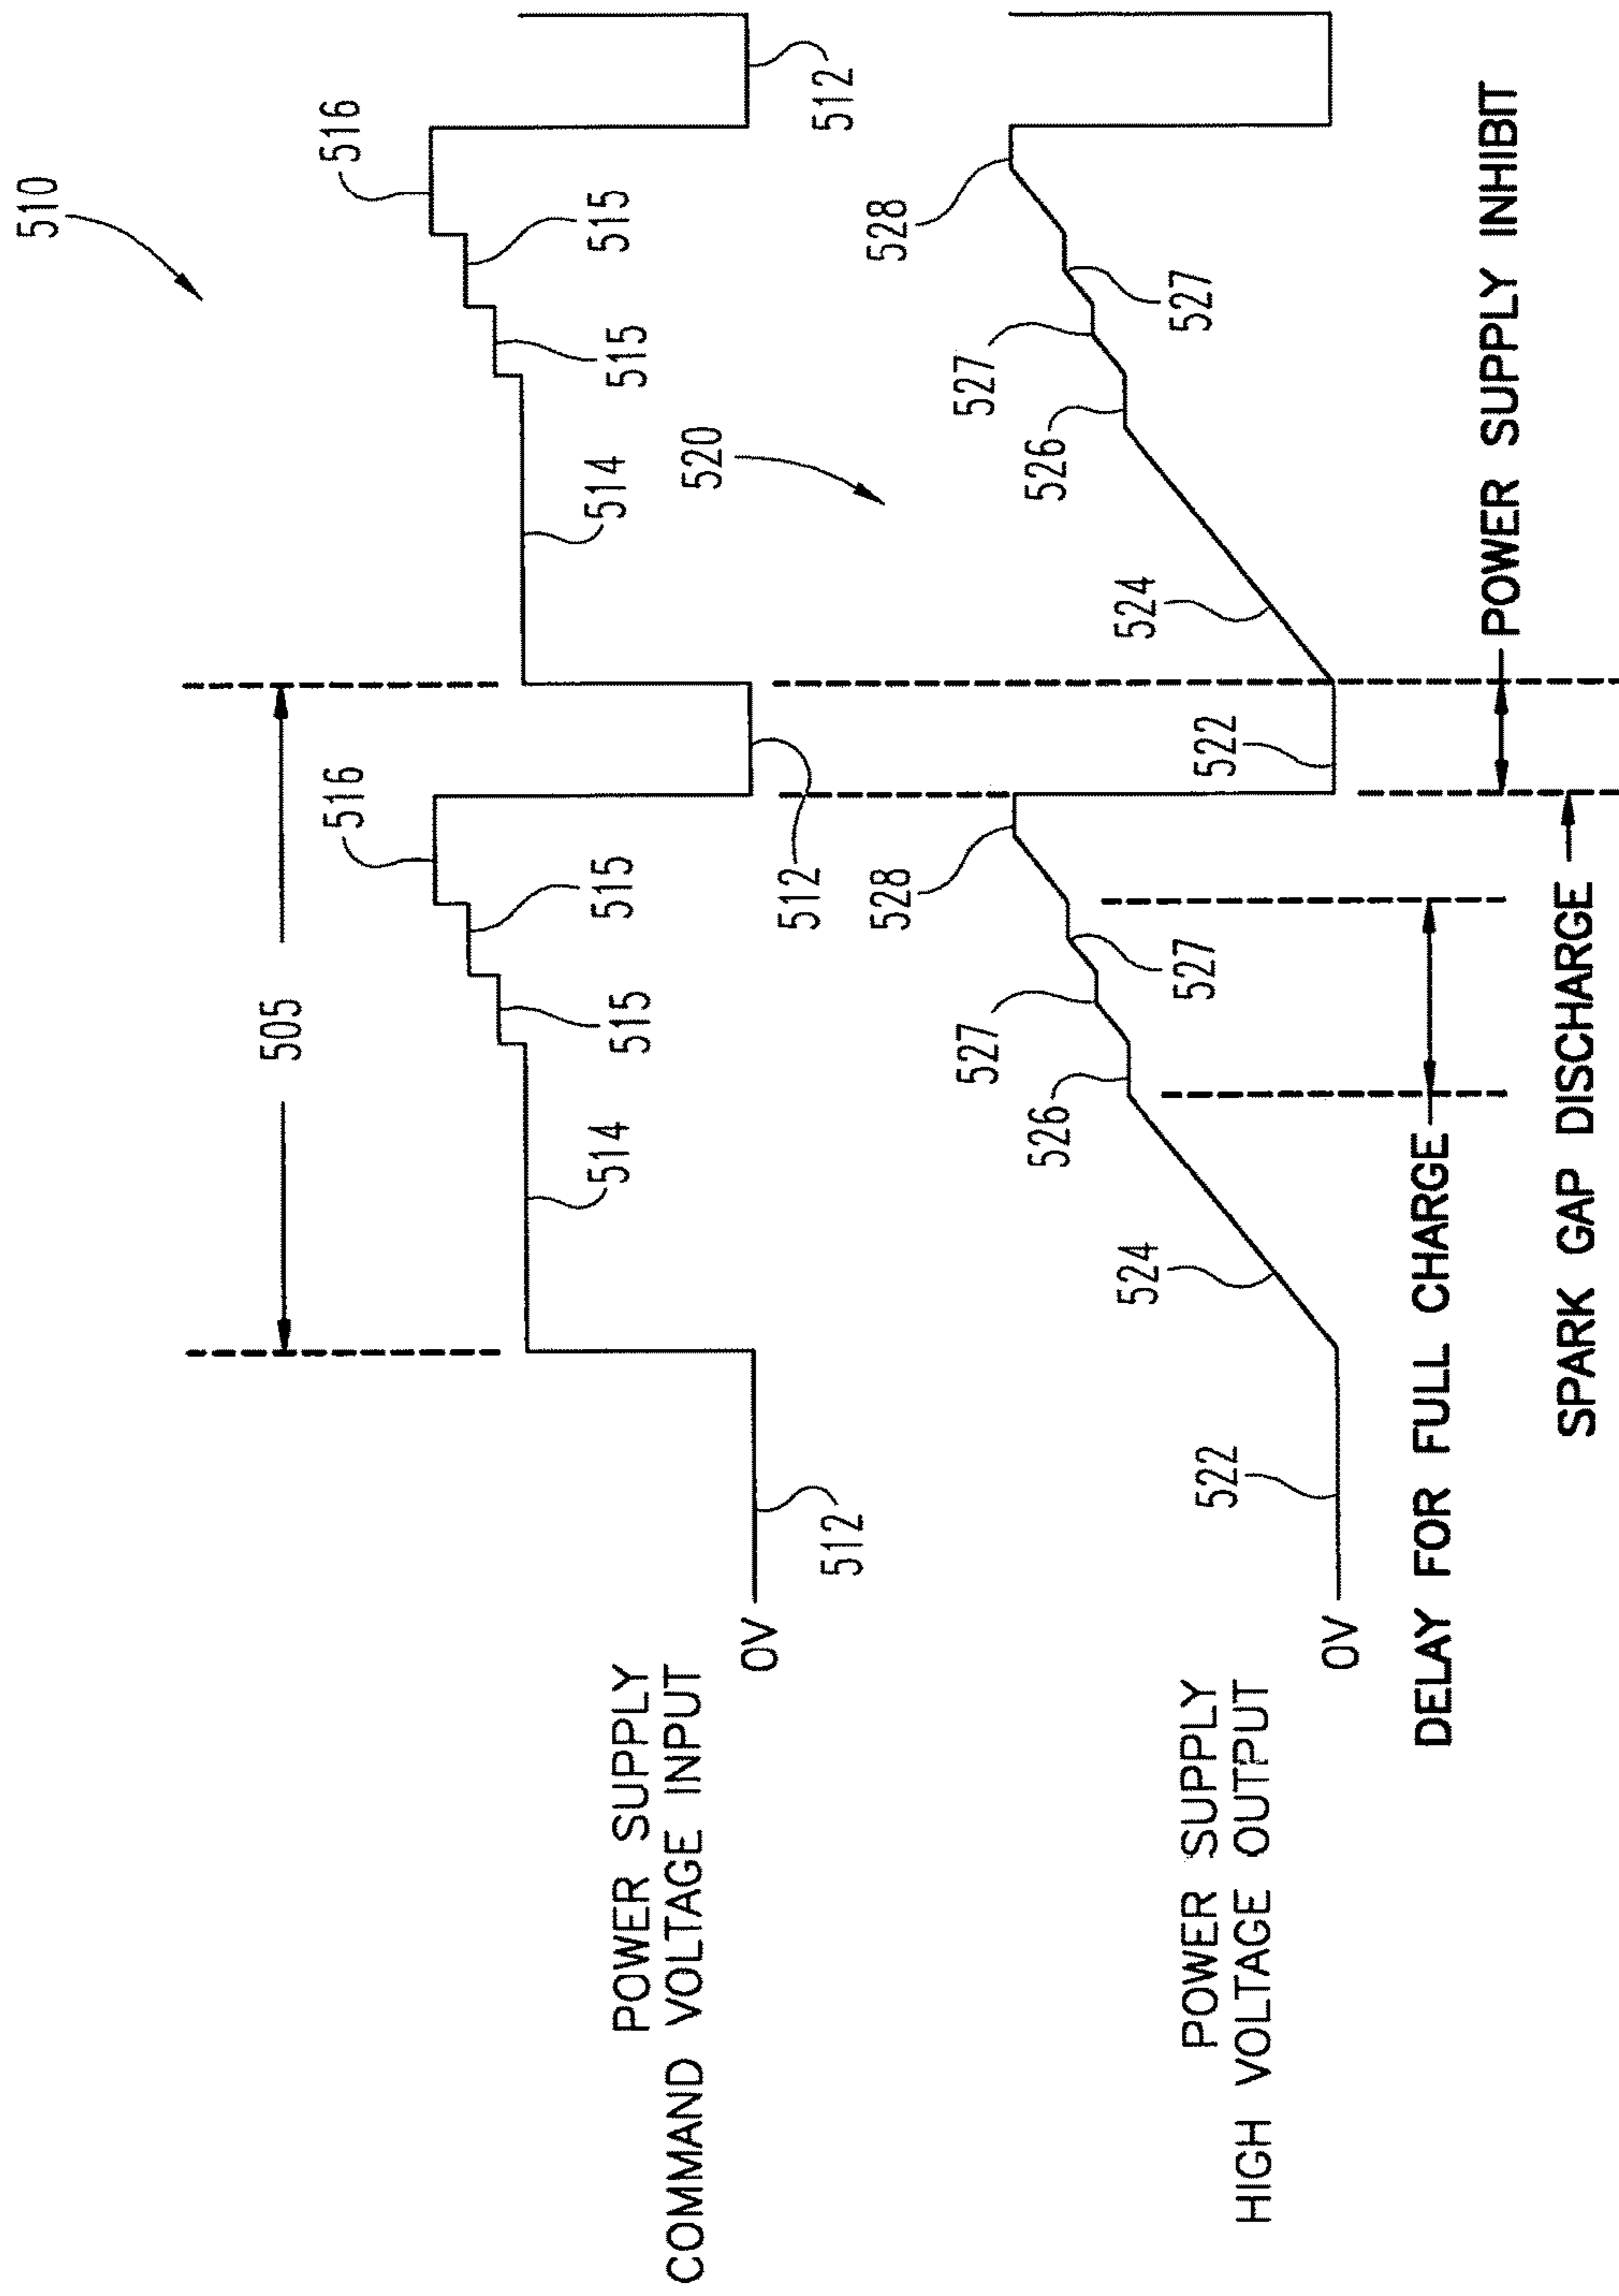 510
505
516
516
515
515
515
515
514
514
512
512
512
0V
POWER SUPPLY
COMMAND VOLTAGE INPUT
520
528
528
527
527
527
527
526
526
524
524
522
522
0V
POWER SUPPLY
HIGH VOLTAGE OUTPUT
DELAY FOR FULL CHARGE
POWER SUPPLY INHIBIT
SPARK GAP DISCHARGE